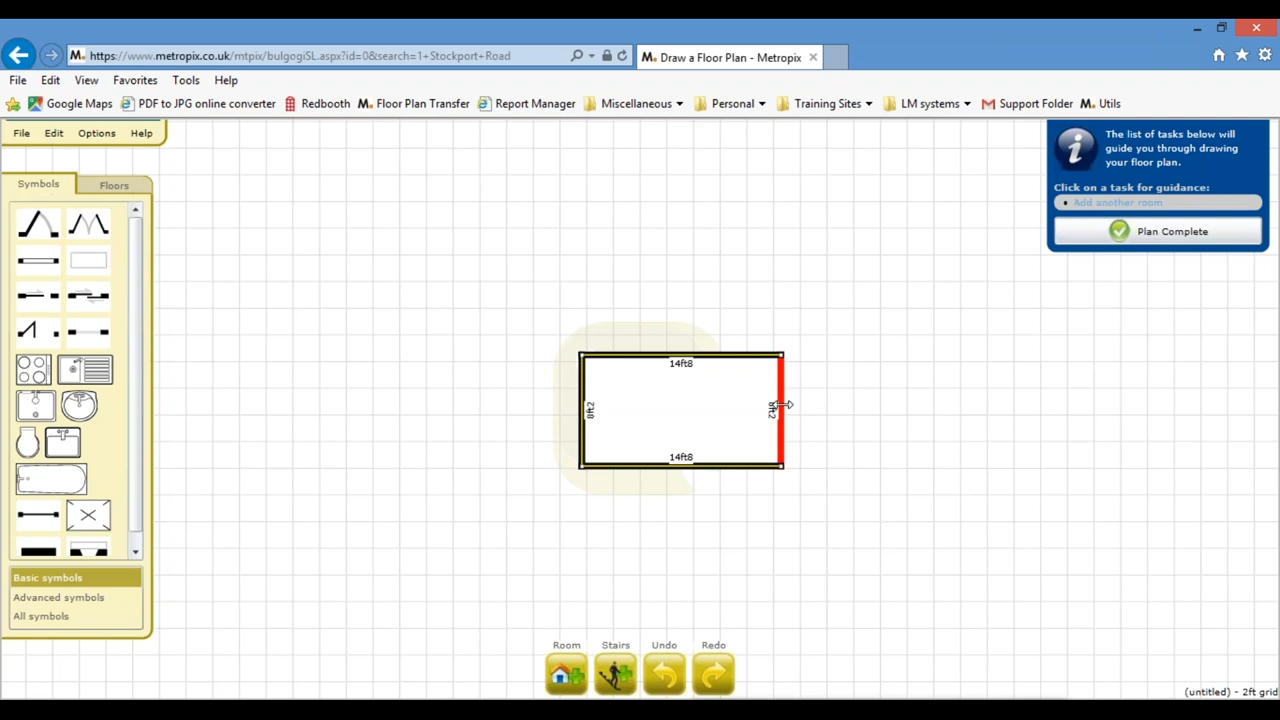 https://www.metropix.co.uk/mtpix/bulgogiSL.aspx?id=0&search=1+Stockport+Road
M. Draw a Floor Plan - Metropix
File Edit View Favorites Tools Help
Google Maps PDF to JPG online converter Redbooth M. Floor Plan Transfer Report Manager Miscellaneous Personal Training Sites LM systems Support Folder M. Utils
File Edit Options Help
The list of tasks below will
guide you through drawing
your floor plan.
Click on a task for guidance:
• Add another room
Plan Complete
Symbols Floors
14ft8
8ft2
8ft2
14ft8
Basic symbols
Advanced symbols
All symbols
Room Stairs Undo Redo
(untitled) - 2ft grid